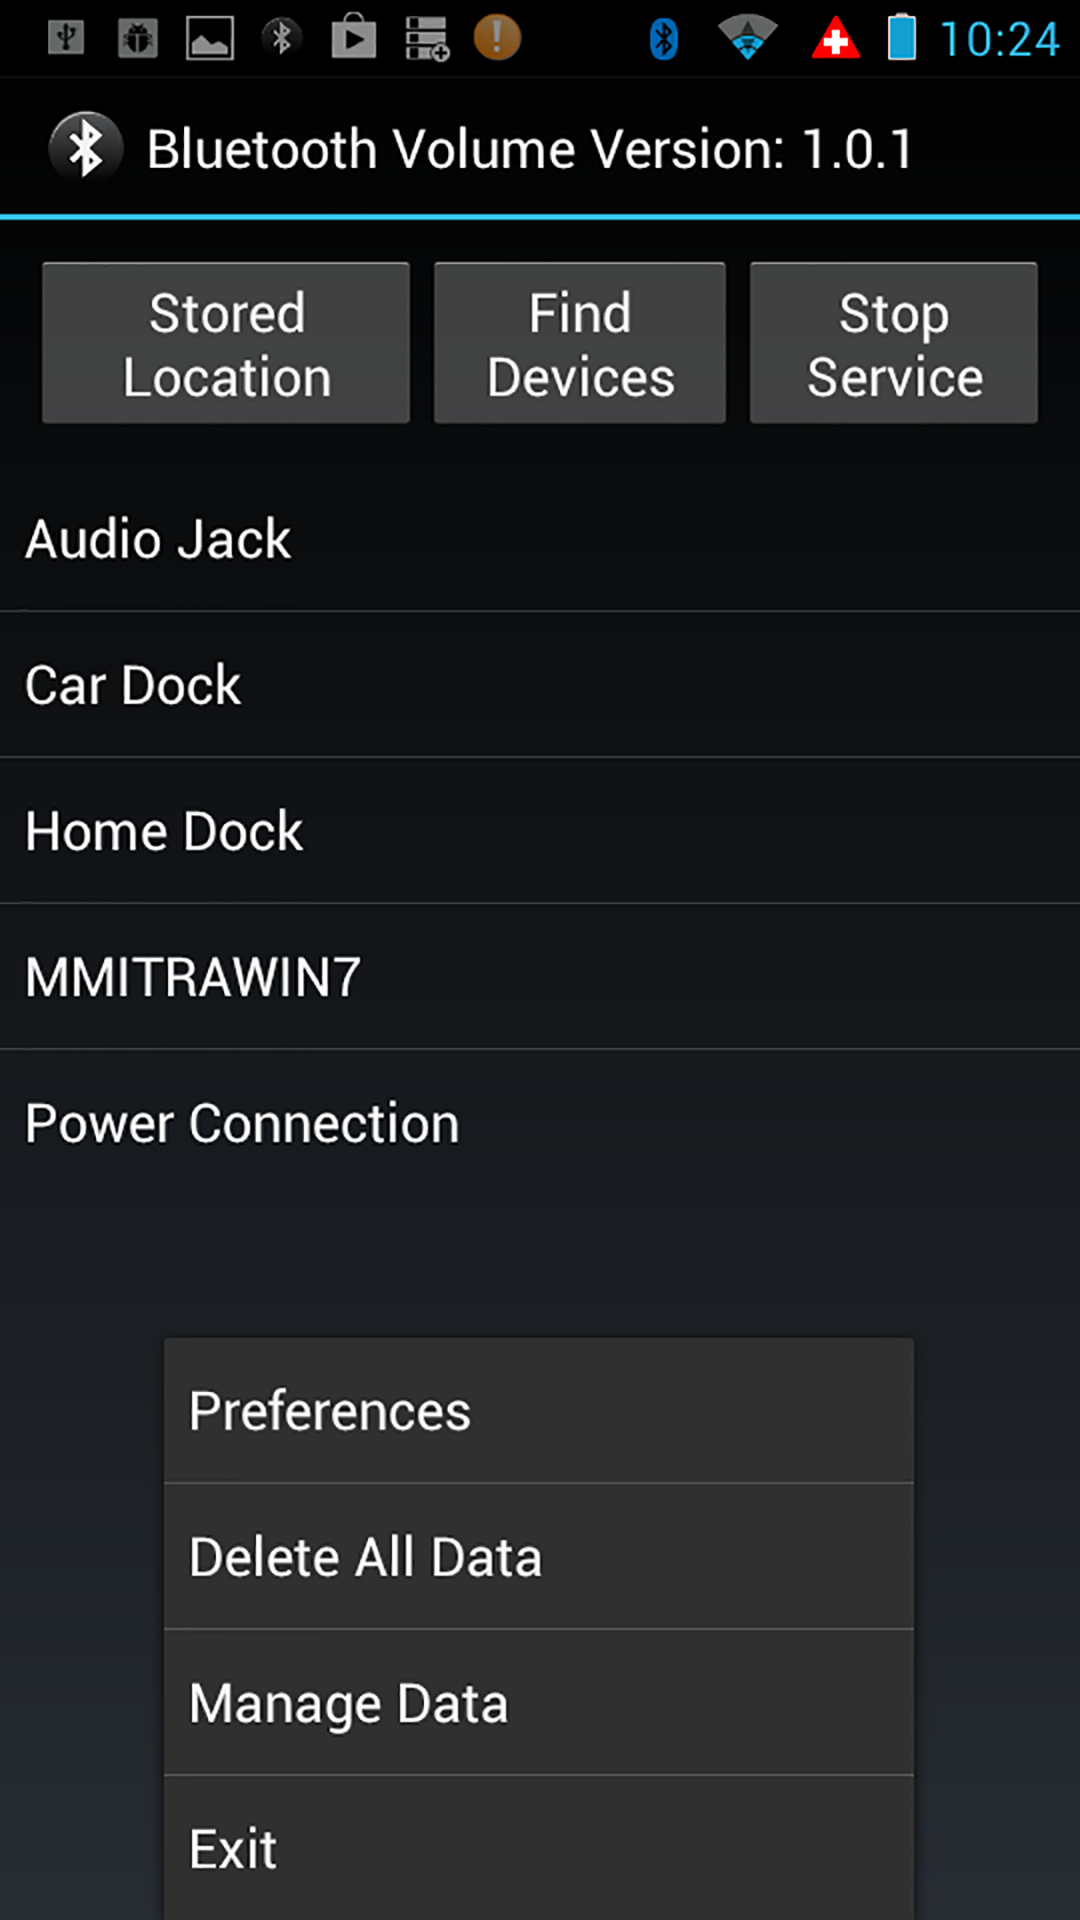 10:24
Bluetooth Volume Version: 1.0.1
Stored
Location
Find
Devices
Stop
Service
Audio Jack
Car Dock
Home Dock
MMITRAWIN7
Power Connection
Preferences
Delete All Data
Manage Data
Exit